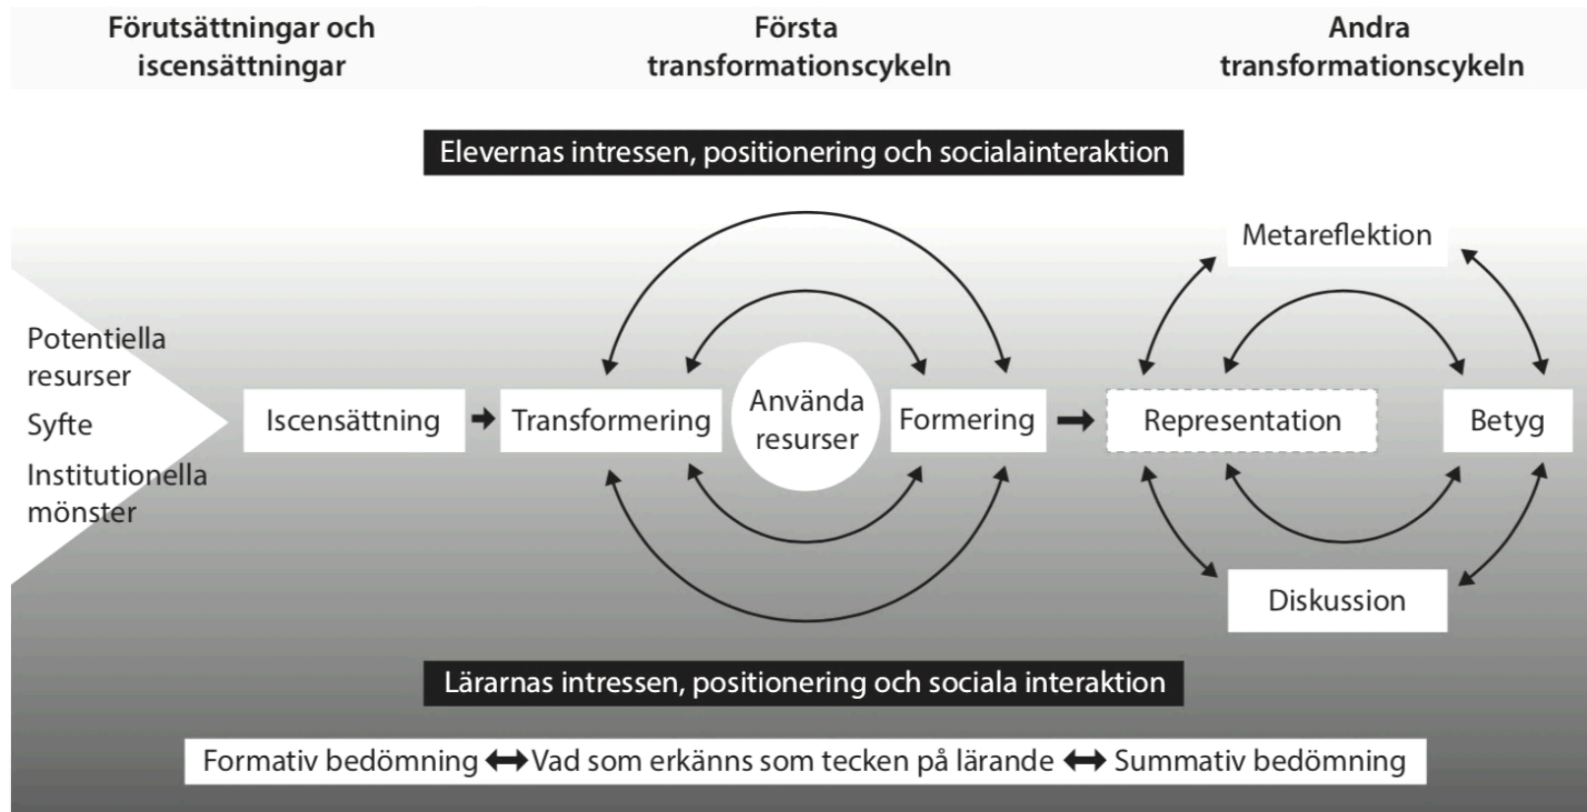 Förutsättningar och
iscensättningar
Första
transformationscykeln
Andra
transformationscykeln
Elevernas intressen, positionering och socialainteraktion
Metareflektion
Potentiella
resurser
Syfte
Institutionella
mönster
Iscensättning
Transformering
Använda
resurser
Formering
Representation
Betyg
Diskussion
Lärarnas intressen, positionering och sociala interaktion
Formativ bedömning ↔ Vad som erkänns som tecken på lärande ↔ Summativ bedömning